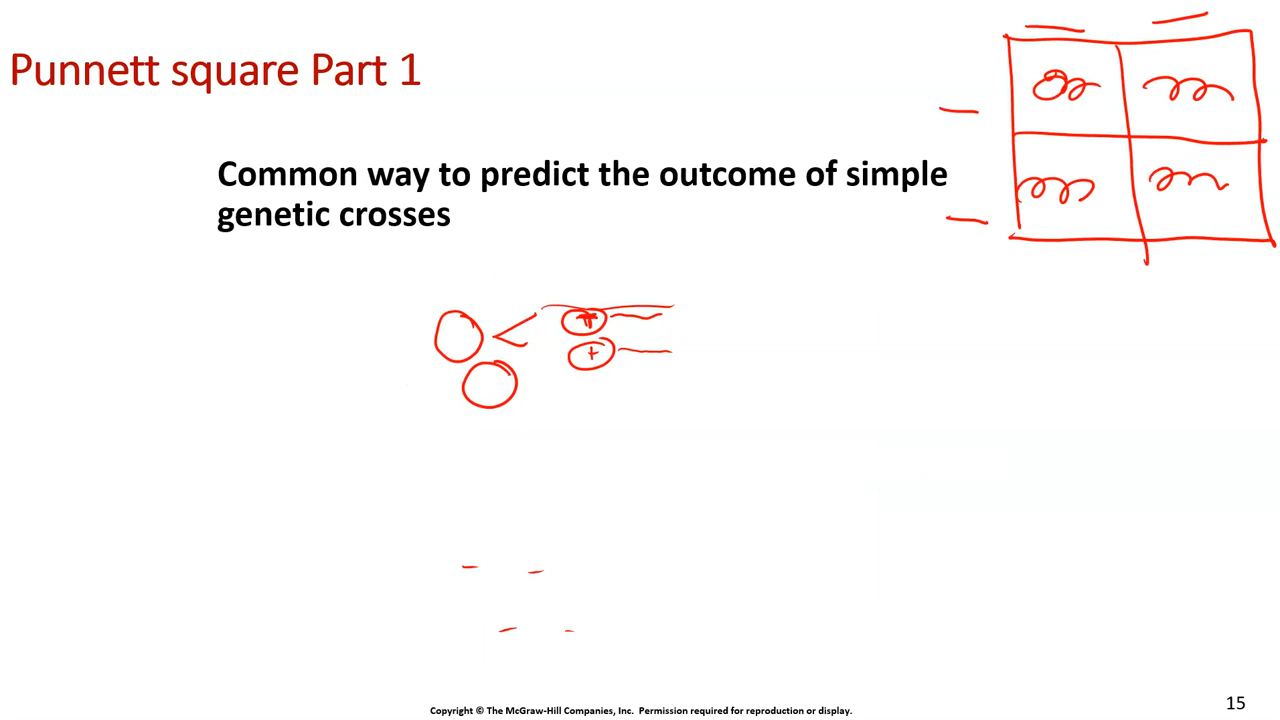 Punnett square Part 1
Common way to predict the outcome of simple
genetic crosses
+
+
Copyright © The McGraw-Hill Companies, Inc. Permission required for reproduction or display.
15